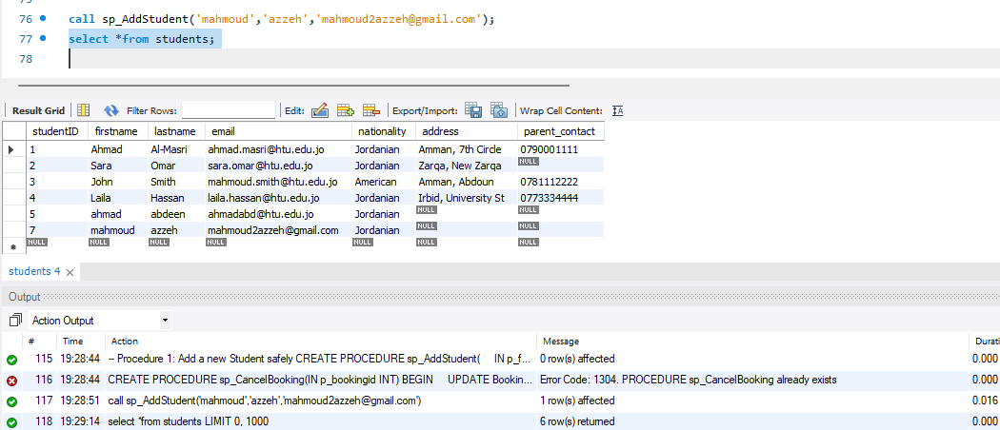 76 call sp_AddStudent('mahmoud','azzeh','mahmoud2azzeh@gmail.com');
77 select *from students;
78
Result Grid Filter Rows: Edit: Export/Import: Wrap Cell Content:
studentID firstname lastname email nationality address parent_contact
1 Ahmad Al-Masri ahmad.masri@htu.edu.jo Jordanian Amman, 7th Circle 0790001111
2 Sara Omar sara.omar@htu.edu.jo Jordanian Zarqa, New Zarqa NULL
3 John Smith mahmoud.smith@htu.edu.jo American Amman, Abdoun 0781112222
4 Laila Hassan laila.hassan@htu.edu.jo Jordanian Irbid, University St 0773334444
5 ahmad abdeen ahmadabd@htu.edu.jo Jordanian NULL NULL
7 mahmoud azzeh mahmoud2azzeh@gmail.com Jordanian NULL NULL
NULL NULL NULL NULL NULL NULL NULL
students 4
Output
Action Output
# Time Action Message Durati
115 19:28:44 -- Procedure 1: Add a new Student safely CREATE PROCEDURE sp_AddStudent( IN p_f... 0 row(s) affected 0.000
116 19:28:44 CREATE PROCEDURE sp_CancelBooking(IN p_bookingid INT) BEGIN UPDATE Bookin... Error Code: 1304. PROCEDURE sp_CancelBooking already exists 0.000
117 19:28:51 call sp_AddStudent('mahmoud','azzeh','mahmoud2azzeh@gmail.com') 1 row(s) affected 0.016
118 19:29:14 select *from students LIMIT 0, 1000 6 row(s) returned 0.000